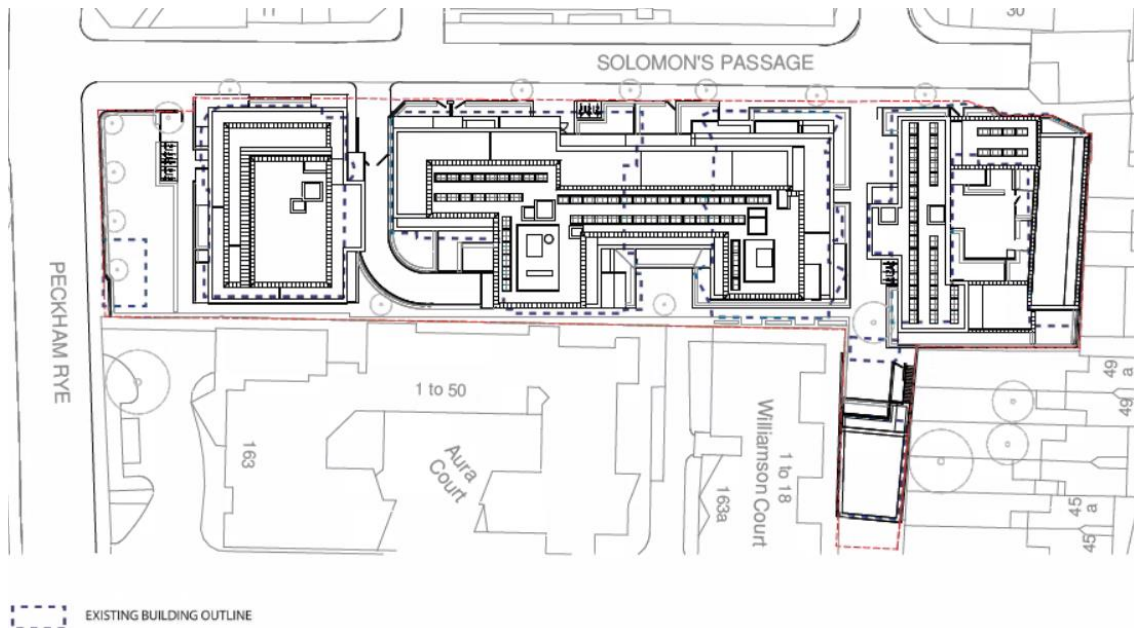 30
SOLOMON'S PASSAGE
PECKHAM RYE
1 to 50
163
Aura
Court
163a
Williamson Court
1 to 18
49
a
49
45
a
45
EXISTING BUILDING OUTLINE